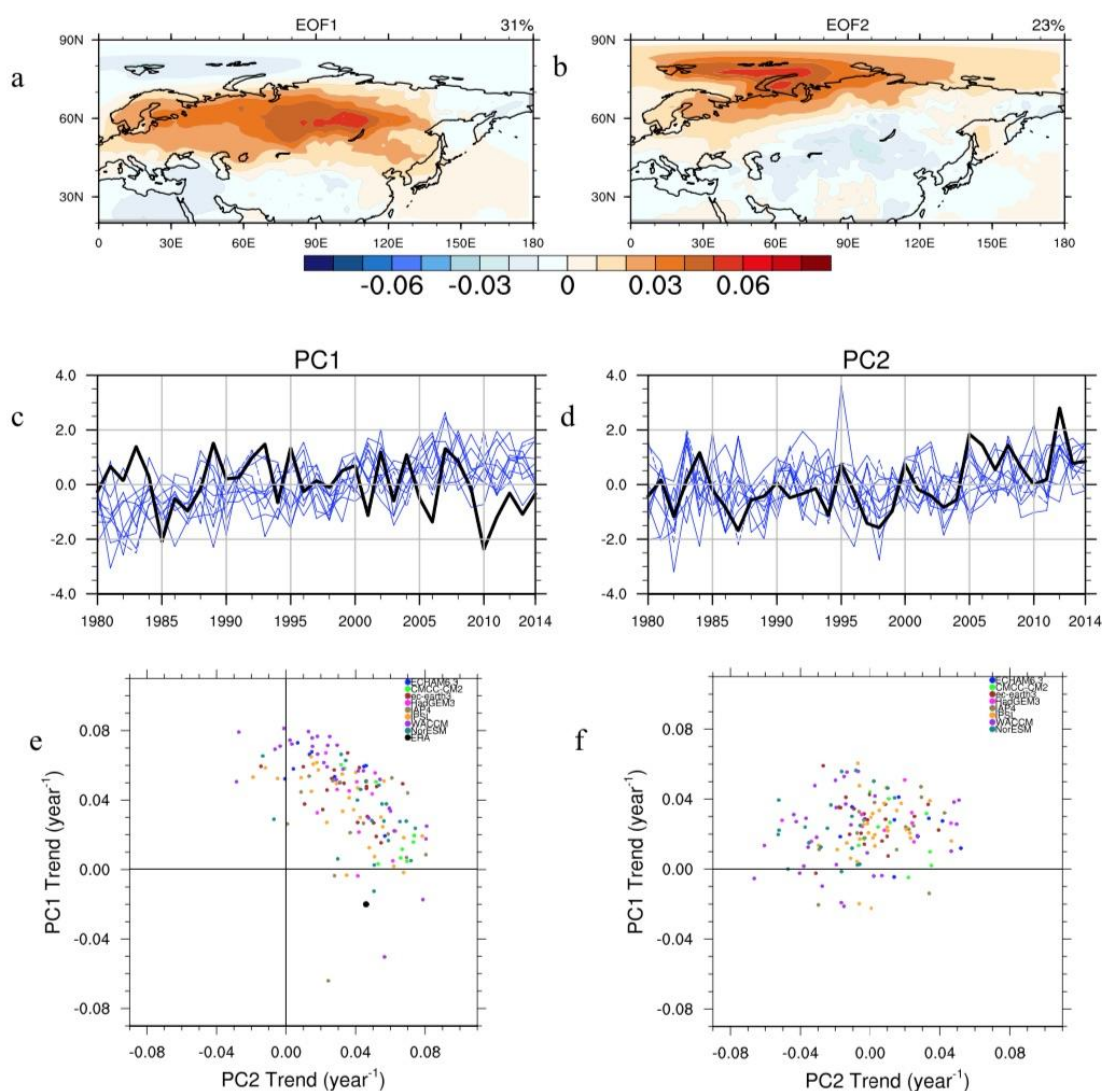 EOF1 31%
EOF2 23%
a
b
90N
60N
30N
0 30E 60E 90E 120E 150E 180
90N
60N
30N
0 30E 60E 90E 120E 150E 180
-0.06 -0.03 0 0.03 0.06
PC1
PC2
c
d
4.0
2.0
0.0
-2.0
-4.0
1980 1985 1990 1995 2000 2005 2010 2014
4.0
2.0
0.0
-2.0
-4.0
1980 1985 1990 1995 2000 2005 2010 2014
e
ECHAM6.3
CMCC-CM2
ec-earth3
HadGEM3
IAP4
IPSL
WACCM
NorESM
ERA
0.08
0.04
0.00
-0.04
-0.08
PC1 Trend (year⁻¹)
-0.08 -0.04 0.00 0.04 0.08
PC2 Trend (year⁻¹)
f
ECHAM6.3
CMCC-CM2
ec-earth3
HadGEM3
IAP4
IPSL
WACCM
NorESM
0.08
0.04
0.00
-0.04
-0.08
PC1 Trend (year⁻¹)
-0.08 -0.04 0.00 0.04 0.08
PC2 Trend (year⁻¹)